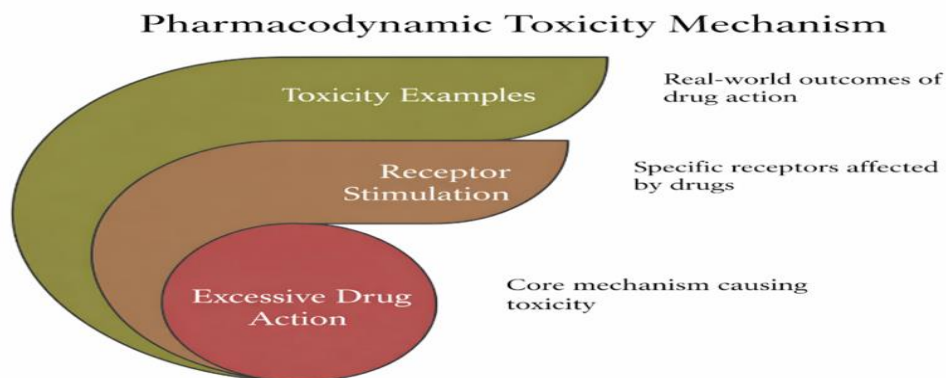 Pharmacodynamic Toxicity Mechanism
Toxicity Examples
Real-world outcomes of
drug action
Receptor
Stimulation
Specific receptors affected
by drugs
Excessive Drug
Action
Core mechanism causing
toxicity